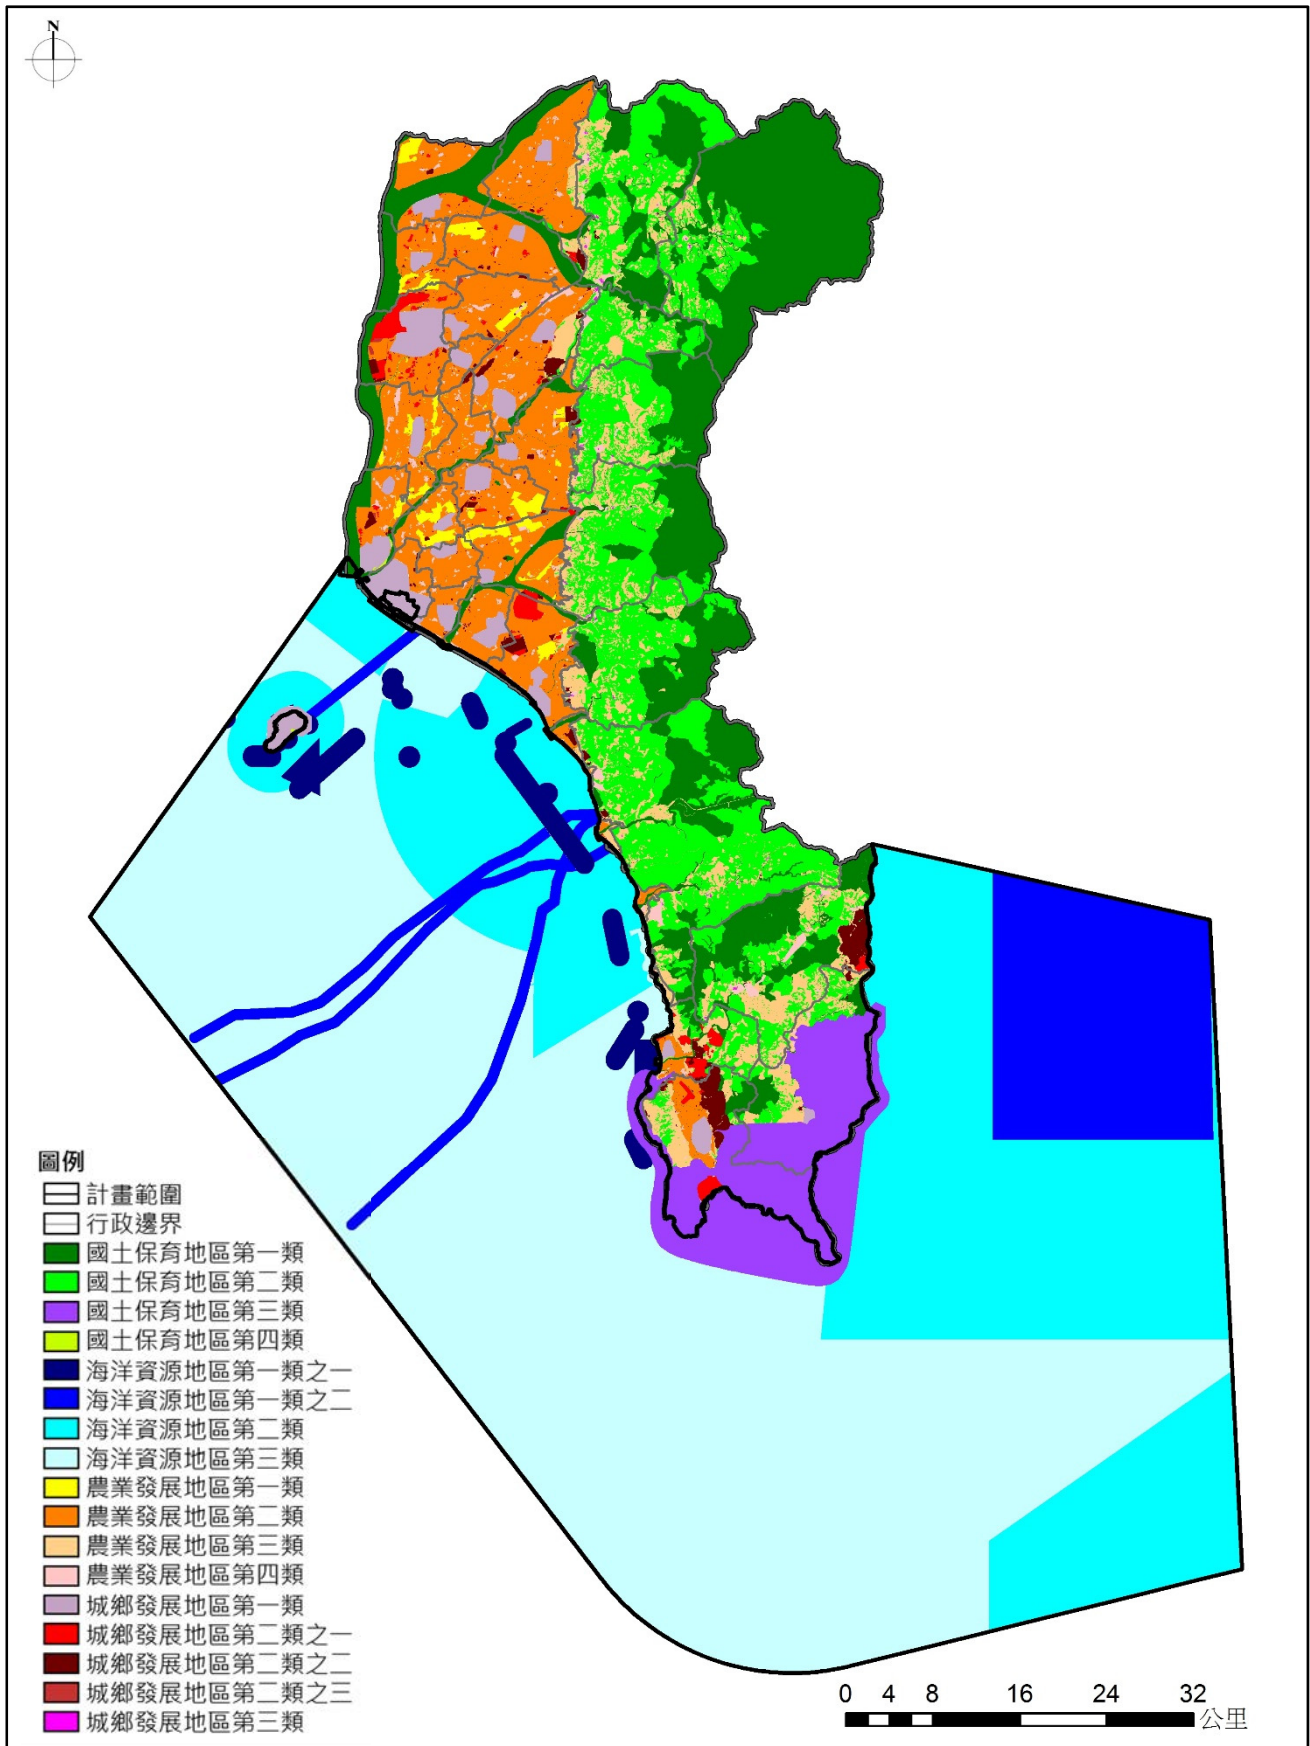 N
圖例
計畫範圍
行政邊界
國土保育地區第一類
國土保育地區第二類
國土保育地區第三類
國土保育地區第四類
海洋資源地區第一類之一
海洋資源地區第一類之二
海洋資源地區第二類
海洋資源地區第三類
農業發展地區第一類
農業發展地區第二類
農業發展地區第三類
農業發展地區第四類
城鄉發展地區第一類
城鄉發展地區第二類之一
城鄉發展地區第二類之二
城鄉發展地區第二類之三
城鄉發展地區第三類
0 4 8 16 24 32
公里